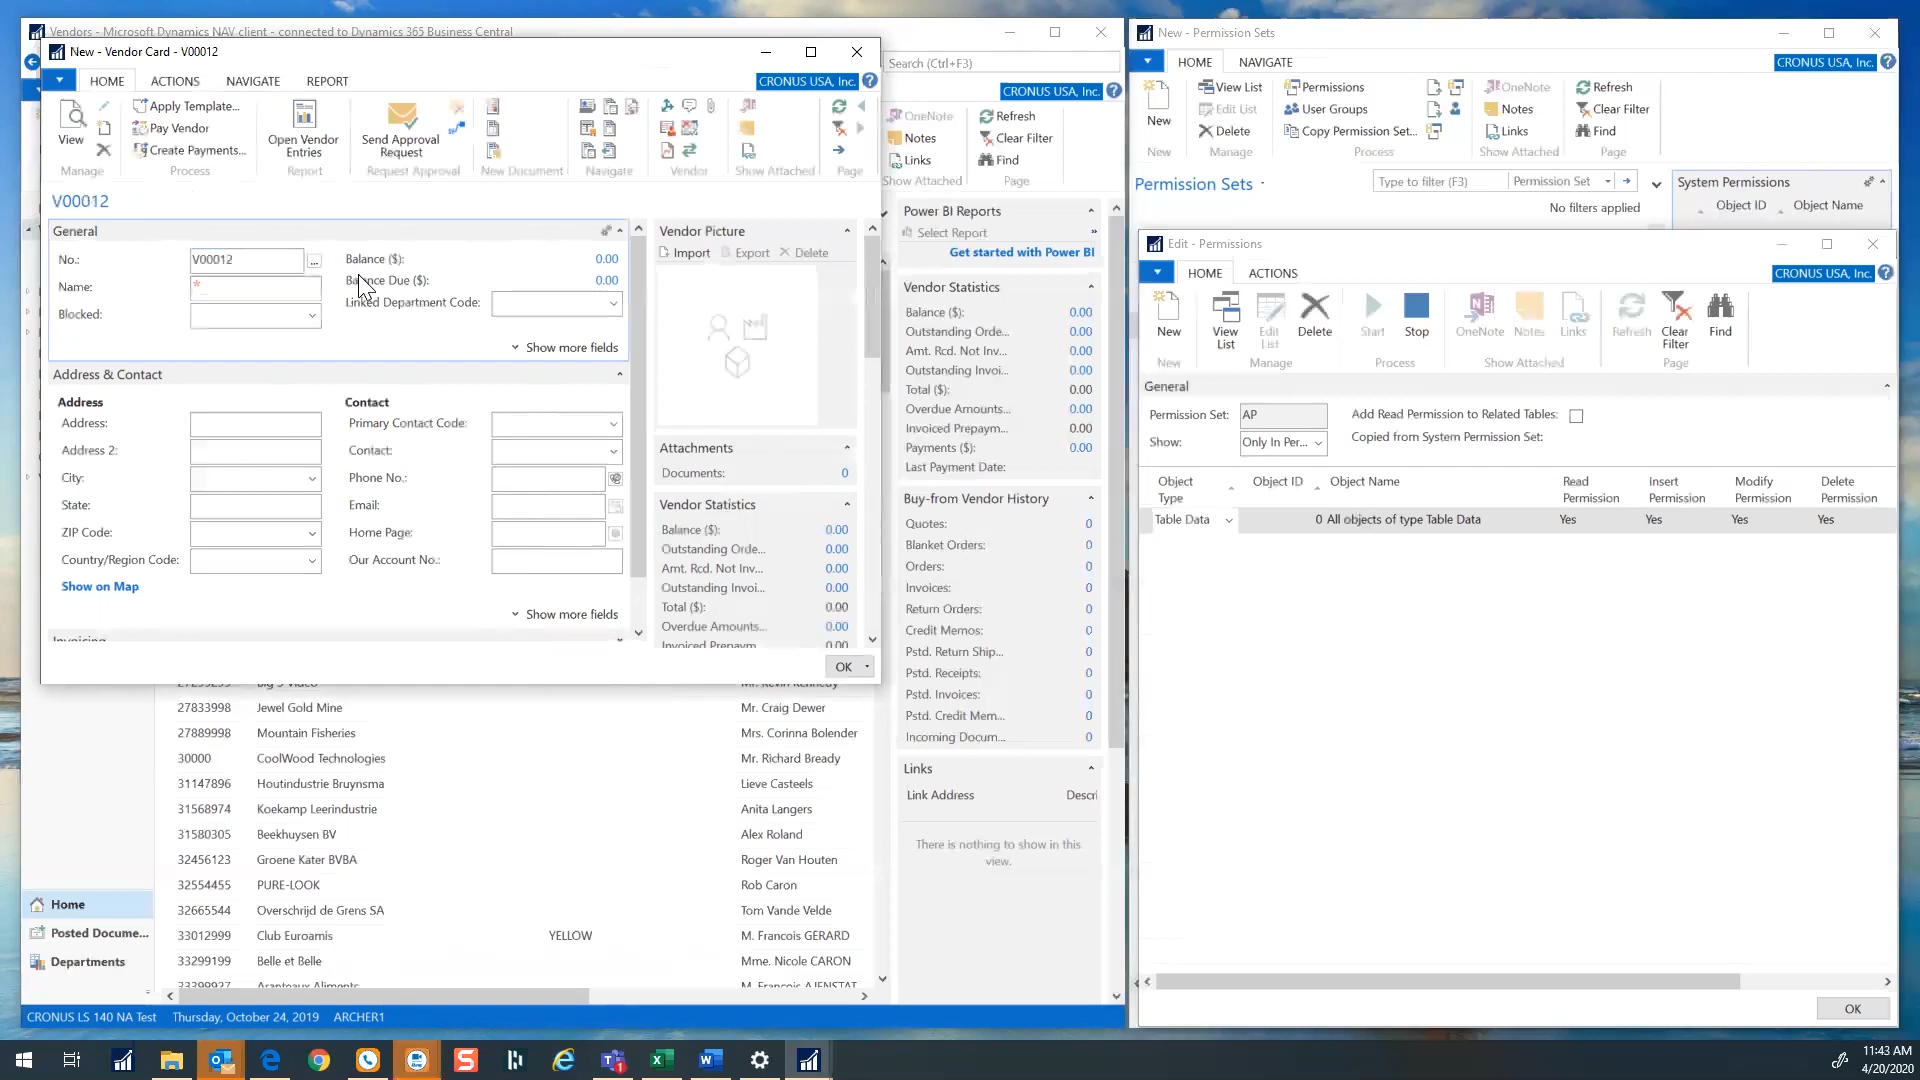 Vendors - Microsoft Dynamics NAV client - connected to Dynamics 365 Business Central
New - Vendor Card - V00012
HOME ACTIONS NAVIGATE REPORT
CRONUS USA, Inc.
View
Apply Template...
Pay Vendor
Create Payments...
Open Vendor Entries
Send Approval Request
Manage Process Report Request Approval New Document Navigate Vendor Show Attached Page
V00012
General
No.: V00012
Name: *
Blocked:
Balance ($): 0.00
Balance Due ($): 0.00
Linked Department Code:
Show more fields
Address & Contact
Address
Address:
Address 2:
City:
State:
ZIP Code:
Country/Region Code:
Show on Map
Contact
Primary Contact Code:
Contact:
Phone No.:
Email:
Home Page:
Our Account No.:
Show more fields
Invoicing
Vendor Picture
Import Export Delete
Attachments
Documents: 0
Vendor Statistics
Balance ($): 0.00
Outstanding Orde... 0.00
Amt. Rcd. Not Inv... 0.00
Outstanding Invoi... 0.00
Total ($): 0.00
Overdue Amounts... 0.00
Invoiced Prepaym... 0.00
OK
Search (Ctrl+F3)
CRONUS USA, Inc.
OneNote
Notes
Links
Show Attached
Refresh
Clear Filter
Find
Page
Power BI Reports
Select Report
Get started with Power BI
Vendor Statistics
Balance ($): 0.00
Outstanding Orde... 0.00
Amt. Rcd. Not Inv... 0.00
Outstanding Invoi... 0.00
Total ($): 0.00
Overdue Amounts... 0.00
Invoiced Prepaym... 0.00
Payments ($): 0.00
Last Payment Date:
Buy-from Vendor History
Quotes: 0
Blanket Orders: 0
Orders: 0
Invoices: 0
Return Orders: 0
Credit Memos: 0
Pstd. Return Ship... 0
Pstd. Receipts: 0
Pstd. Invoices: 0
Pstd. Credit Mem... 0
Incoming Docum... 0
Links
Link Address Descri
There is nothing to show in this view.
27833998 Jewel Gold Mine Mr. Craig Dewer
27889998 Mountain Fisheries Mrs. Corinna Bolender
30000 CoolWood Technologies Mr. Richard Bready
31147896 Houtindustrie Bruynsma Lieve Casteels
31568974 Koekamp Leerindustrie Anita Langers
31580305 Beekhuysen BV Alex Roland
32456123 Groene Kater BVBA Roger Van Houten
32554455 PURE-LOOK Rob Caron
32665544 Overschrijd de Grens SA Tom Vande Velde
33012999 Club Euroamis YELLOW M. Francois GERARD
33299199 Belle et Belle Mme. Nicole CARON
33299927 Aranteaux Aliments M. Francois AJENSTAT
Home
Posted Docume...
Departments
CRONUS LS 140 NA Test Thursday, October 24, 2019 ARCHER1
New - Permission Sets
HOME NAVIGATE
CRONUS USA, Inc.
New
View List
Edit List
Delete
Permissions
User Groups
Copy Permission Set...
OneNote
Notes
Links
Refresh
Clear Filter
Find
New Manage Process Show Attached Page
Permission Sets
Type to filter (F3) Permission Set
No filters applied
System Permissions
Object ID Object Name
Edit - Permissions
HOME ACTIONS
CRONUS USA, Inc.
New
View List
Edit List
Delete
Start
Stop
OneNote
Notes
Links
Refresh
Clear Filter
Find
New Manage Process Show Attached Page
General
Permission Set: AP
Show: Only In Per...
Add Read Permission to Related Tables:
Copied from System Permission Set:
Object Type Object ID Object Name Read Permission Insert Permission Modify Permission Delete Permission
Table Data 0 All objects of type Table Data Yes Yes Yes Yes
OK
11:43 AM
4/20/2020